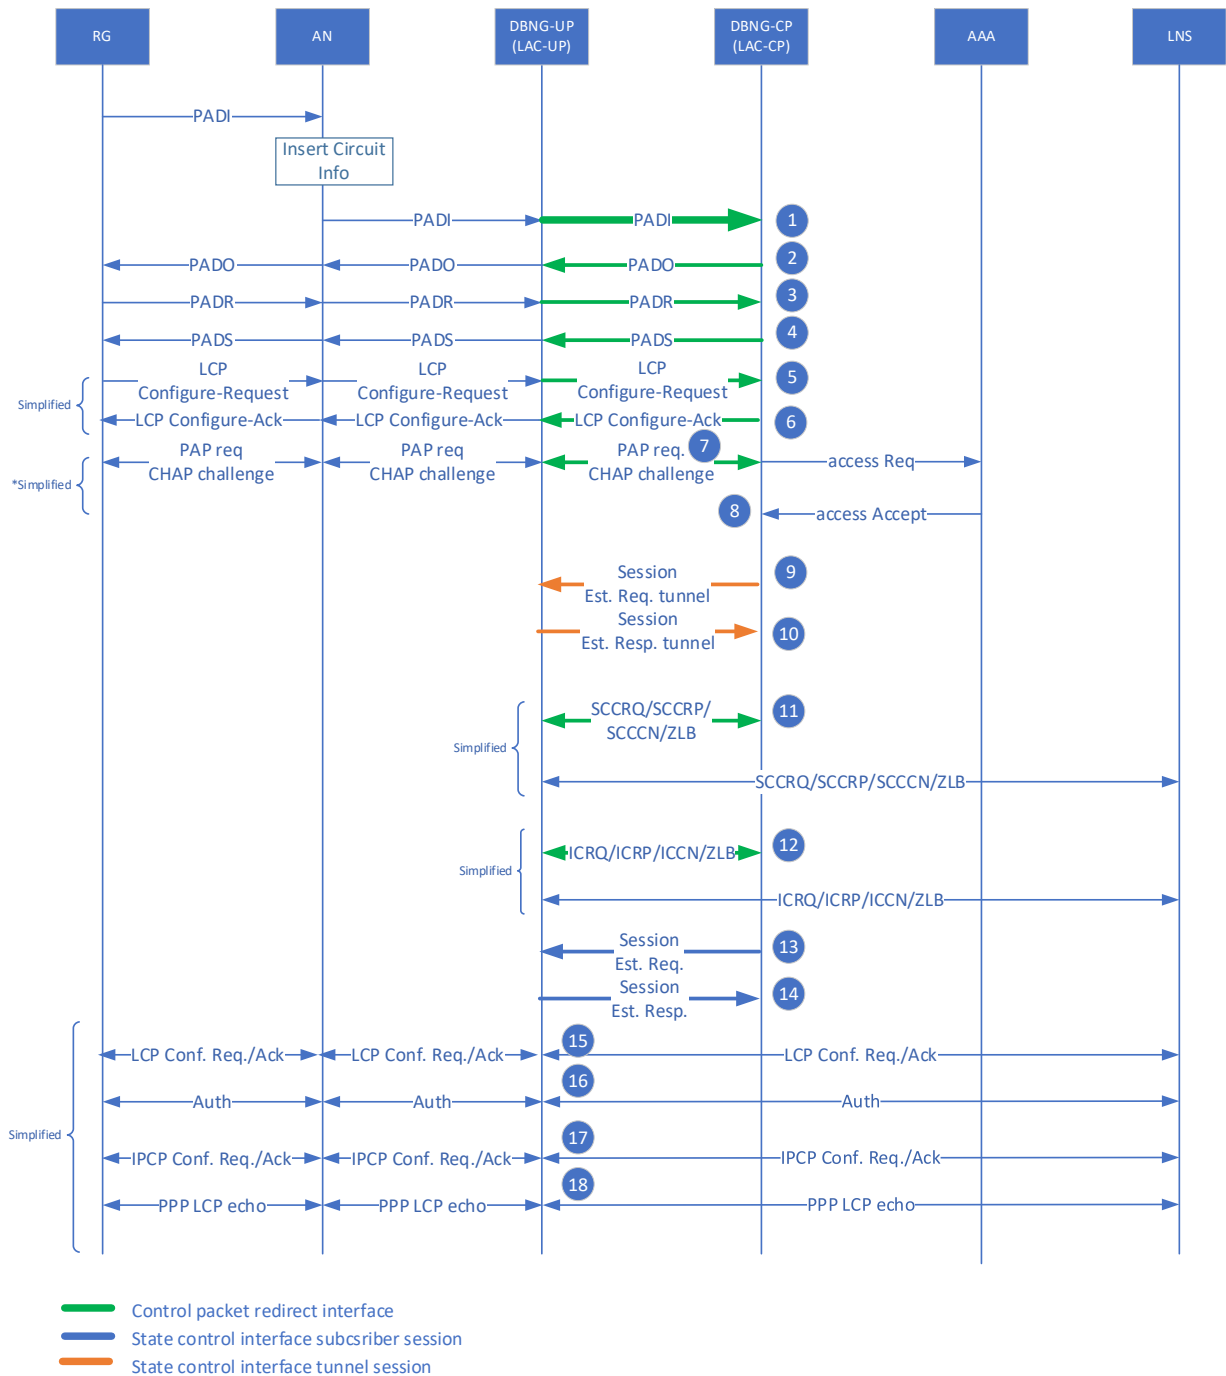 RG
AN
DBNG-UP
(LAC-UP)
DBNG-CP
(LAC-CP)
AAA
LNS
PADI
Insert Circuit
Info
PADI
PADI
1
PADO
PADO
PADO
2
PADR
PADR
PADR
3
PADS
PADS
PADS
4
Simplified
LCP
Configure-Request
LCP
Configure-Request
LCP
Configure-Request
5
LCP Configure-Ack
LCP Configure-Ack
LCP Configure-Ack
6
*Simplified
PAP req
CHAP challenge
PAP req
CHAP challenge
PAP req.
CHAP challenge
7
access Req
8
access Accept
Session
Est. Req. tunnel
9
Session
Est. Resp. tunnel
10
Simplified
SCCRQ/SCCRP/
SCCCN/ZLB
11
SCCRQ/SCCRP/SCCCN/ZLB
Simplified
ICRQ/ICRP/ICCN/ZLB
12
ICRQ/ICRP/ICCN/ZLB
Session
Est. Req.
13
Session
Est. Resp.
14
Simplified
LCP Conf. Req./Ack
LCP Conf. Req./Ack
15
LCP Conf. Req./Ack
Auth
Auth
16
Auth
IPCP Conf. Req./Ack
IPCP Conf. Req./Ack
17
IPCP Conf. Req./Ack
PPP LCP echo
PPP LCP echo
18
PPP LCP echo
Control packet redirect interface
State control interface subcsriber session
State control interface tunnel session